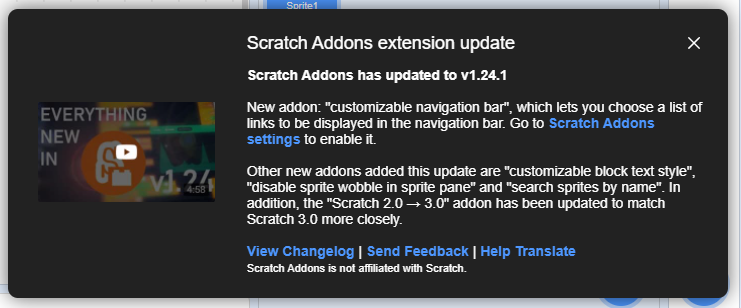 Sprite1
Scratch Addons extension update
Scratch Addons has updated to v1.24.1
EVERYTHING
NEW
IN
v1.24
4:58
New addon: "customizable navigation bar", which lets you choose a list of
links to be displayed in the navigation bar. Go to Scratch Addons
settings to enable it.
Other new addons added this update are "customizable block text style",
"disable sprite wobble in sprite pane" and "search sprites by name". In
addition, the "Scratch 2.0 → 3.0" addon has been updated to match
Scratch 3.0 more closely.
View Changelog | Send Feedback | Help Translate
Scratch Addons is not affiliated with Scratch.